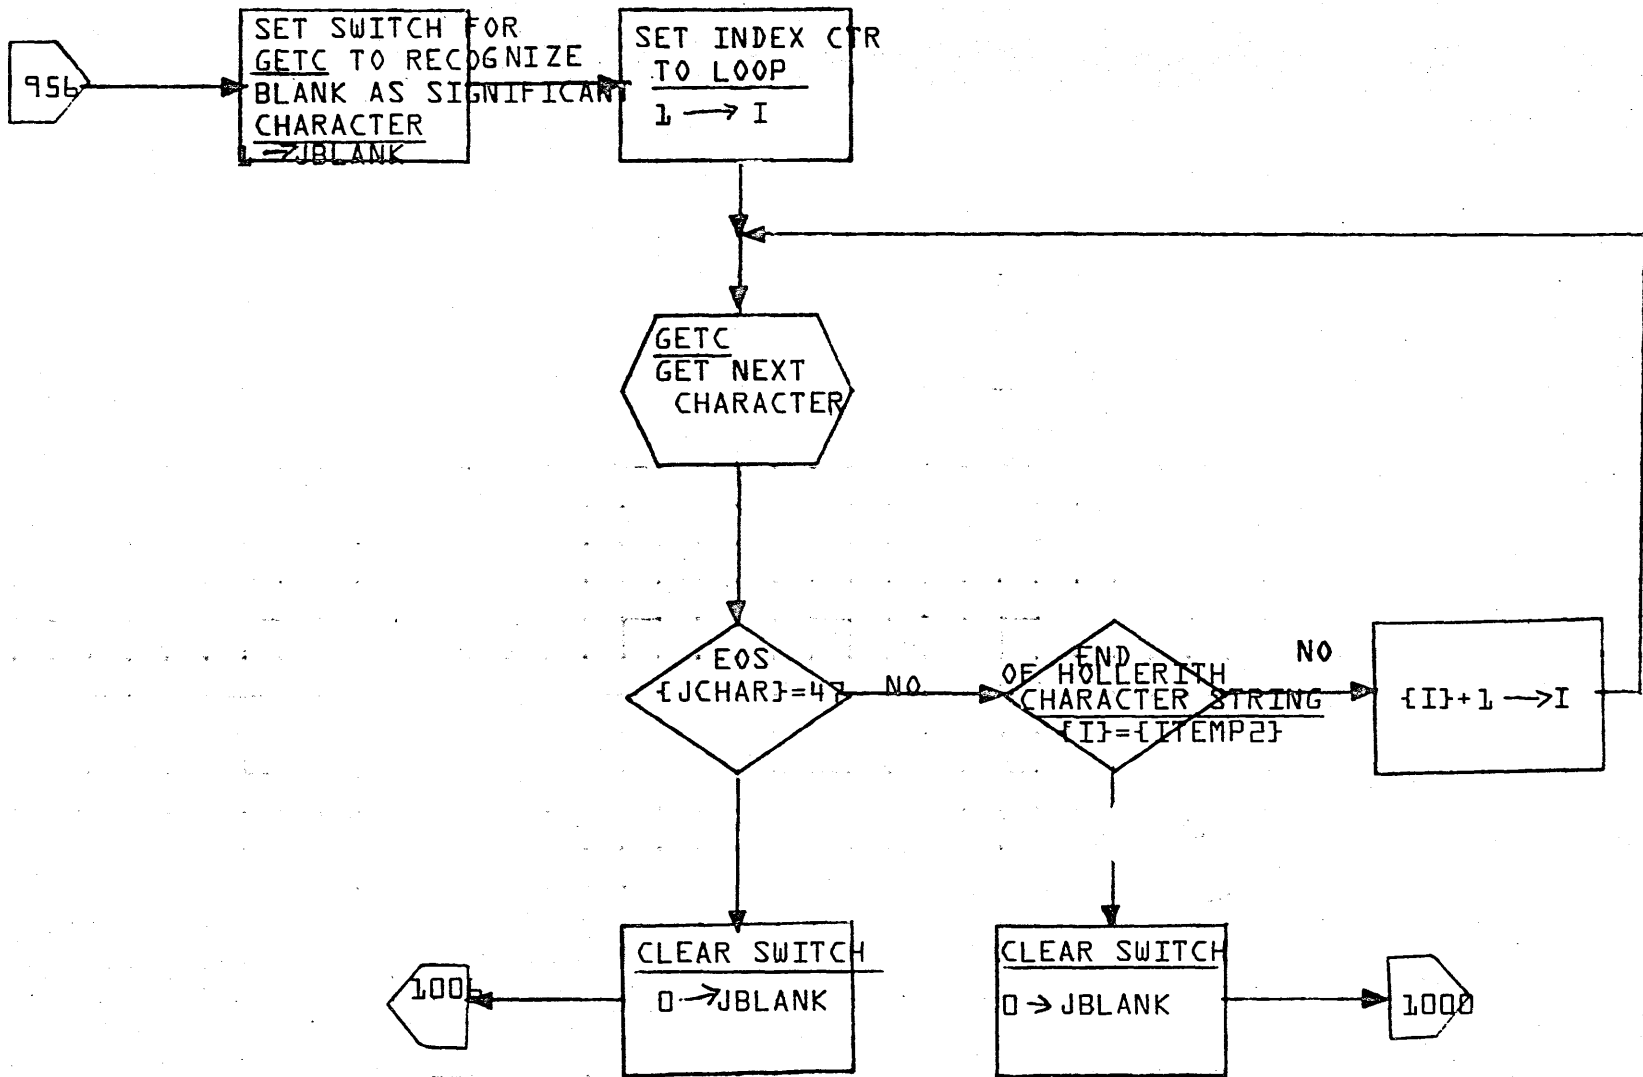 956
SET SWITCH FOR
GETC TO RECOGNIZE
BLANK AS SIGNIFICANT
CHARACTER
1 → JBLANK
SET INDEX CTR
TO LOOP
1 → I
GETC
GET NEXT
CHARACTER
EOS
{JCHAR}=47
NO
END
OF HOLLERITH
CHARACTER STRING
{I}={ITEMP2}
NO
{I}+1 → I
CLEAR SWITCH
0 → JBLANK
CLEAR SWITCH
0 → JBLANK
1000